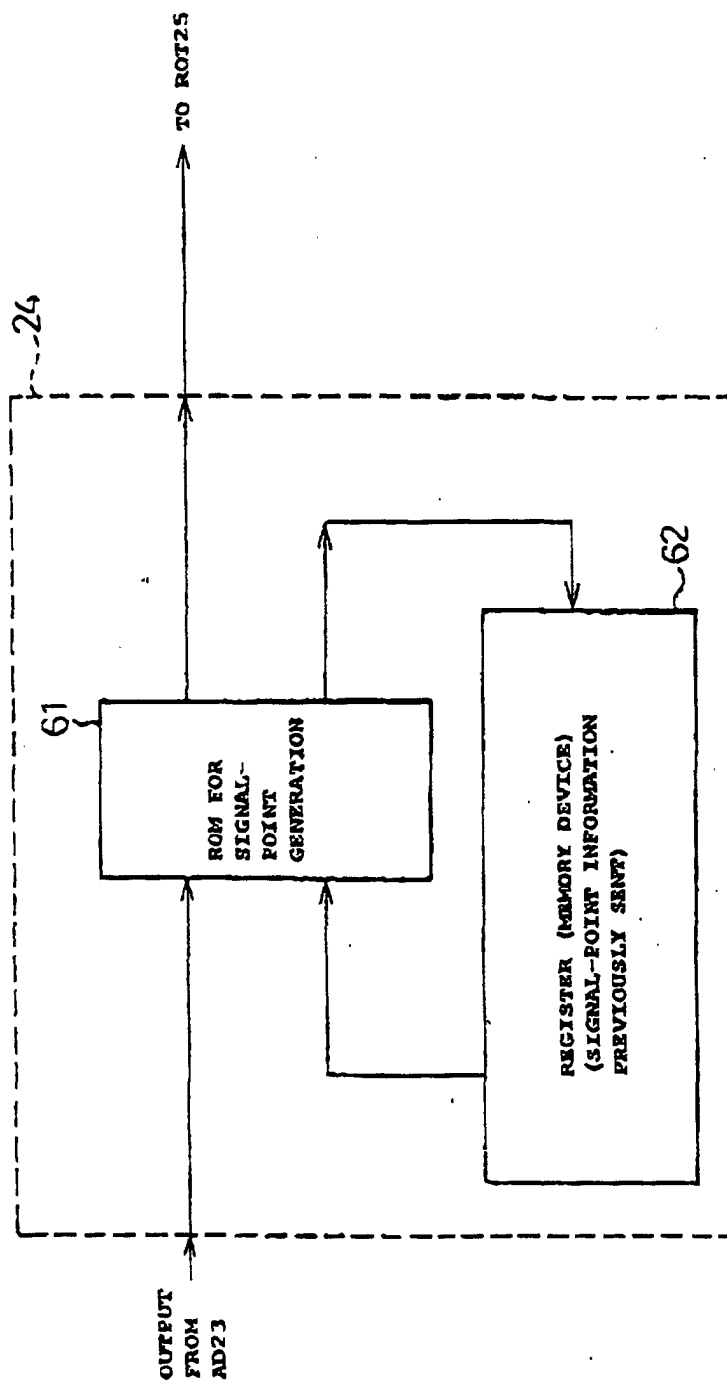 24
TO ROT25
61
ROM FOR
SIGNAL-
POINT
GENERATION
62
REGISTER (MEMORY DEVICE)
(SIGNAL-POINT INFORMATION
PREVIOUSLY SENT)
OUTPUT
FROM
AD23